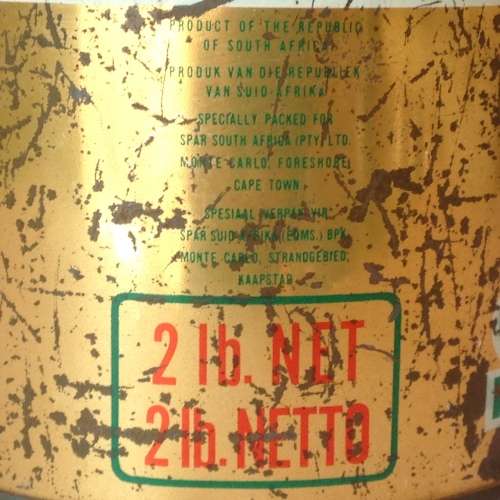 PRODUCT OF THE REPUBLIC
OF SOUTH AFRICA
PRODUK VAN DIE REPUBLIEK
VAN SUID-AFRIKA
SPECIALLY PACKED FOR
SPAR SOUTH AFRICA (PTY) LTD.
MONTE CARLO, FORESHORE,
CAPE TOWN
SPESIAAL VERPAK VIR
SPAR SUID-AFRIKA (EDMS.) BPK.
MONTE CARLO, STRANDGEBIED,
KAAPSTAD
2 lb. NET
2 lb. NETTO